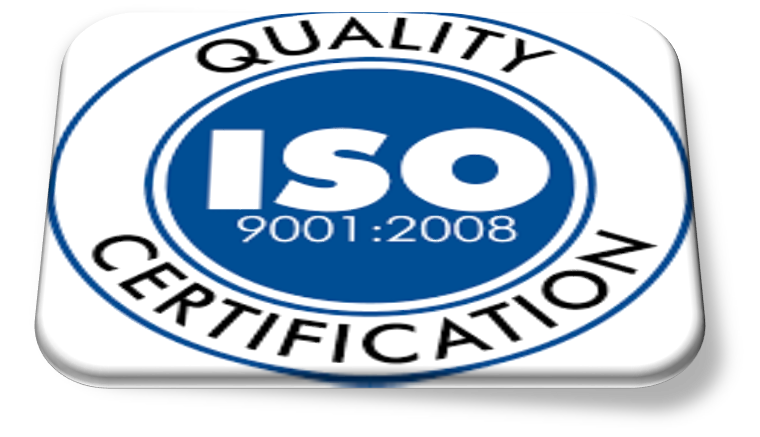 QUALITY
ISO
9001:2008
CERTIFICATION